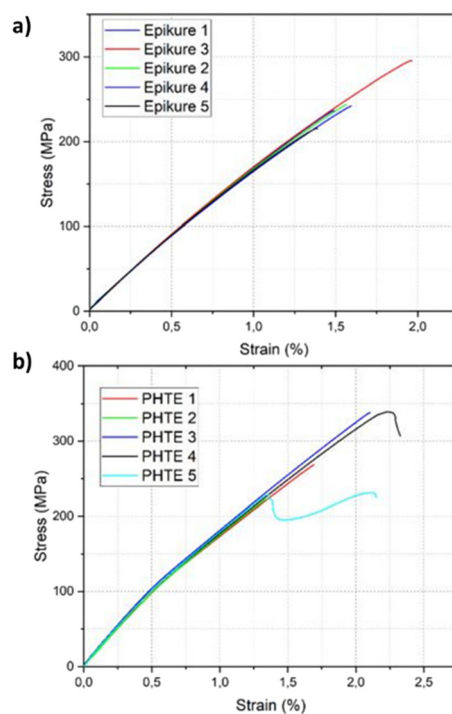 a)
Epikure 1
Epikure 3
Epikure 2
Epikure 4
Epikure 5
Stress (MPa)
300
200
100
0
0,0 0,5 1,0 1,5 2,0
Strain (%)
b)
PHTE 1
PHTE 2
PHTE 3
PHTE 4
PHTE 5
Stress (MPa)
400
300
200
100
0
0,0 0,5 1,0 1,5 2,0 2,5
Strain (%)